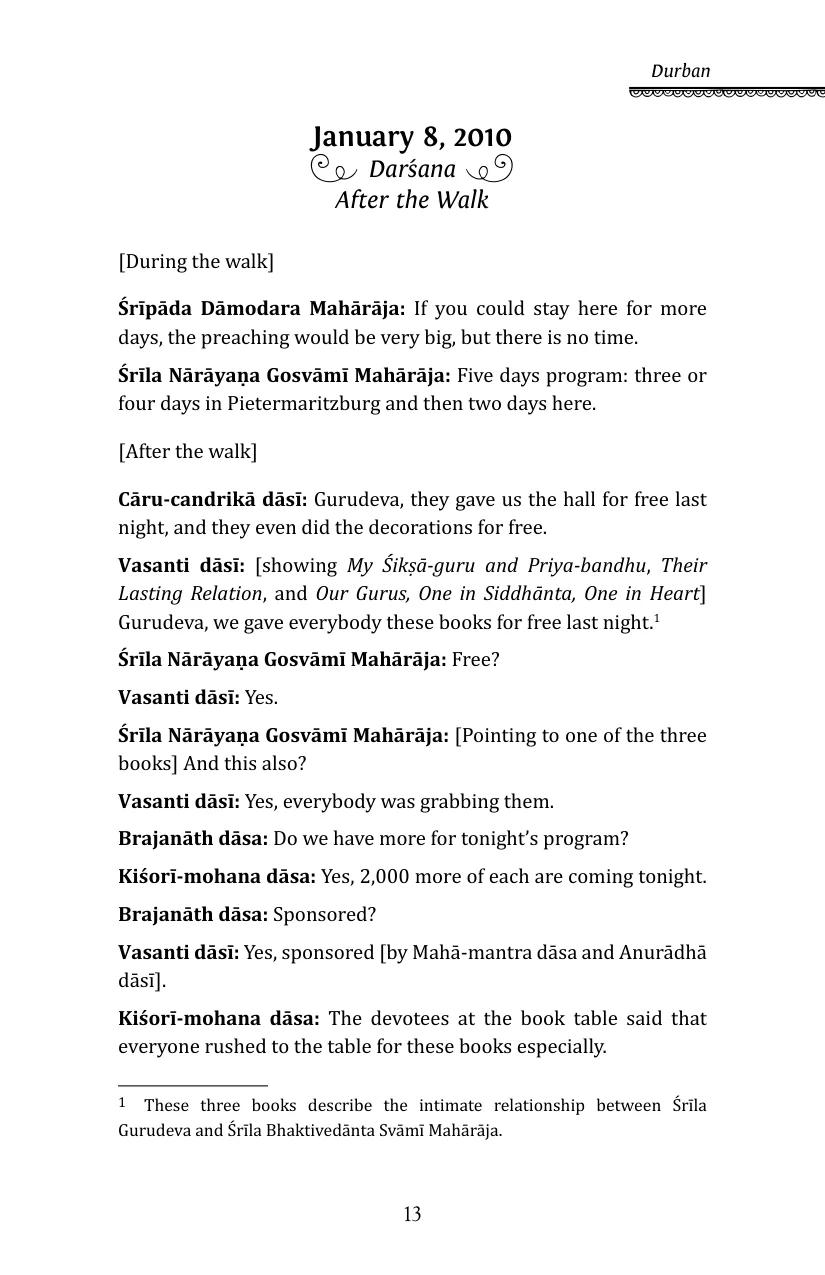 Durban
January 8, 2010
Darśana
After the Walk
[During the walk]
Śrīpāda Dāmodara Mahārāja: If you could stay here for more
days, the preaching would be very big, but there is no time.
Śrīla Nārāyaṇa Gosvāmī Mahārāja: Five days program: three or
four days in Pietermaritzburg and then two days here.
[After the walk]
Cāru-candrikā dāsī: Gurudeva, they gave us the hall for free last
night, and they even did the decorations for free.
Vasanti dāsī: [showing My Śikṣā-guru and Priya-bandhu, Their
Lasting Relation, and Our Gurus, One in Siddhānta, One in Heart]
Gurudeva, we gave everybody these books for free last night.1
Śrīla Nārāyaṇa Gosvāmī Mahārāja: Free?
Vasanti dāsī: Yes.
Śrīla Nārāyaṇa Gosvāmī Mahārāja: [Pointing to one of the three
books] And this also?
Vasanti dāsī: Yes, everybody was grabbing them.
Brajanāth dāsa: Do we have more for tonight’s program?
Kiśorī-mohana dāsa: Yes, 2,000 more of each are coming tonight.
Brajanāth dāsa: Sponsored?
Vasanti dāsī: Yes, sponsored [by Mahā-mantra dāsa and Anurādhā
dāsī].
Kiśorī-mohana dāsa: The devotees at the book table said that
everyone rushed to the table for these books especially.
1 These three books describe the intimate relationship between Śrīla
Gurudeva and Śrīla Bhaktivedānta Svāmī Mahārāja.
13